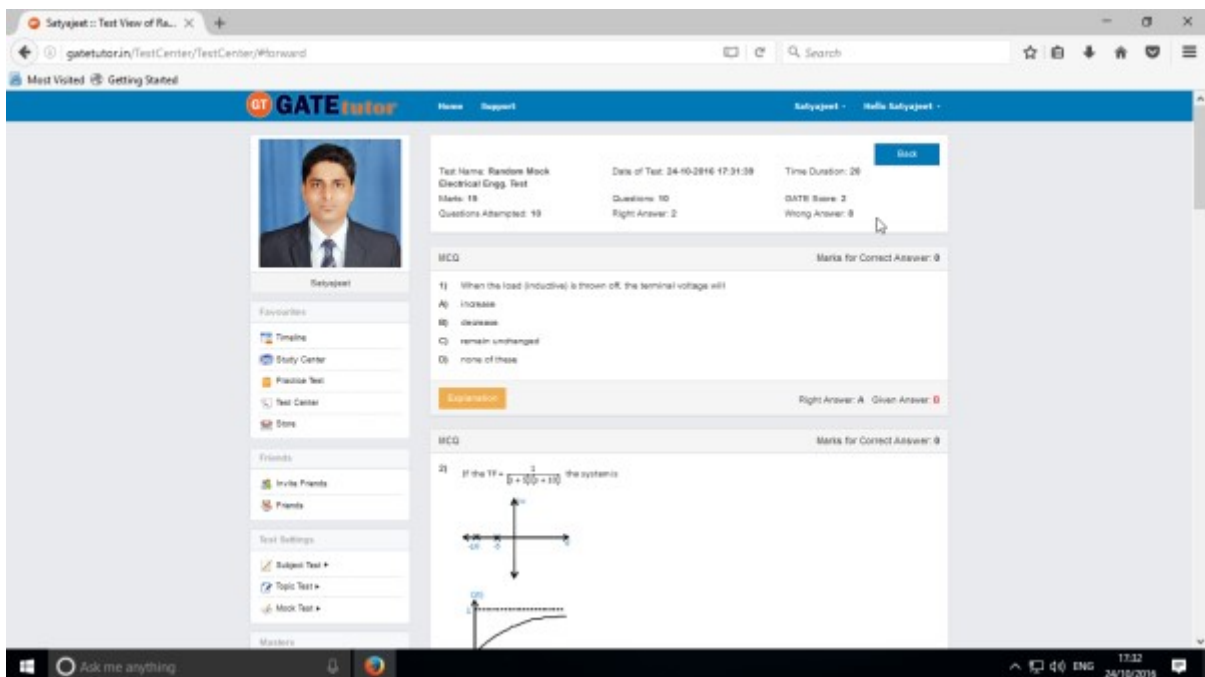 Satyajeet :: Test View of Ra...
gatetutor.in/TestCenter/TestCenter/#forward
Search
Most Visited Getting Started
GT GATE tutor Home Support Satyajeet Hello Satyajeet
Back
Test Name: Random Mock Electrical Engg. Test
Date of Test: 24-10-2016 17:31:39
Time Duration: 20
Marks: 15
Questions: 10
GATE Score: 2
Questions Attempted: 10
Right Answer: 2
Wrong Answer: 8
Satyajeet
Favourites
Timeline
Study Center
Practice Test
Test Center
Store
Friends
Invite Friends
Friends
Test Settings
Subject Test
Topic Test
Mock Test
Masters
MCQ Marks for Correct Answer: 0
1) When the load (inductive) is thrown off, the terminal voltage will
A) increase
B) decrease
C) remain unchanged
D) none of these
Explanation Right Answer: A Given Answer:
MCQ Marks for Correct Answer: 0
2) If the TF = the system is
-10 -5
1
Ask me anything
ENG 17:32
24/10/2016